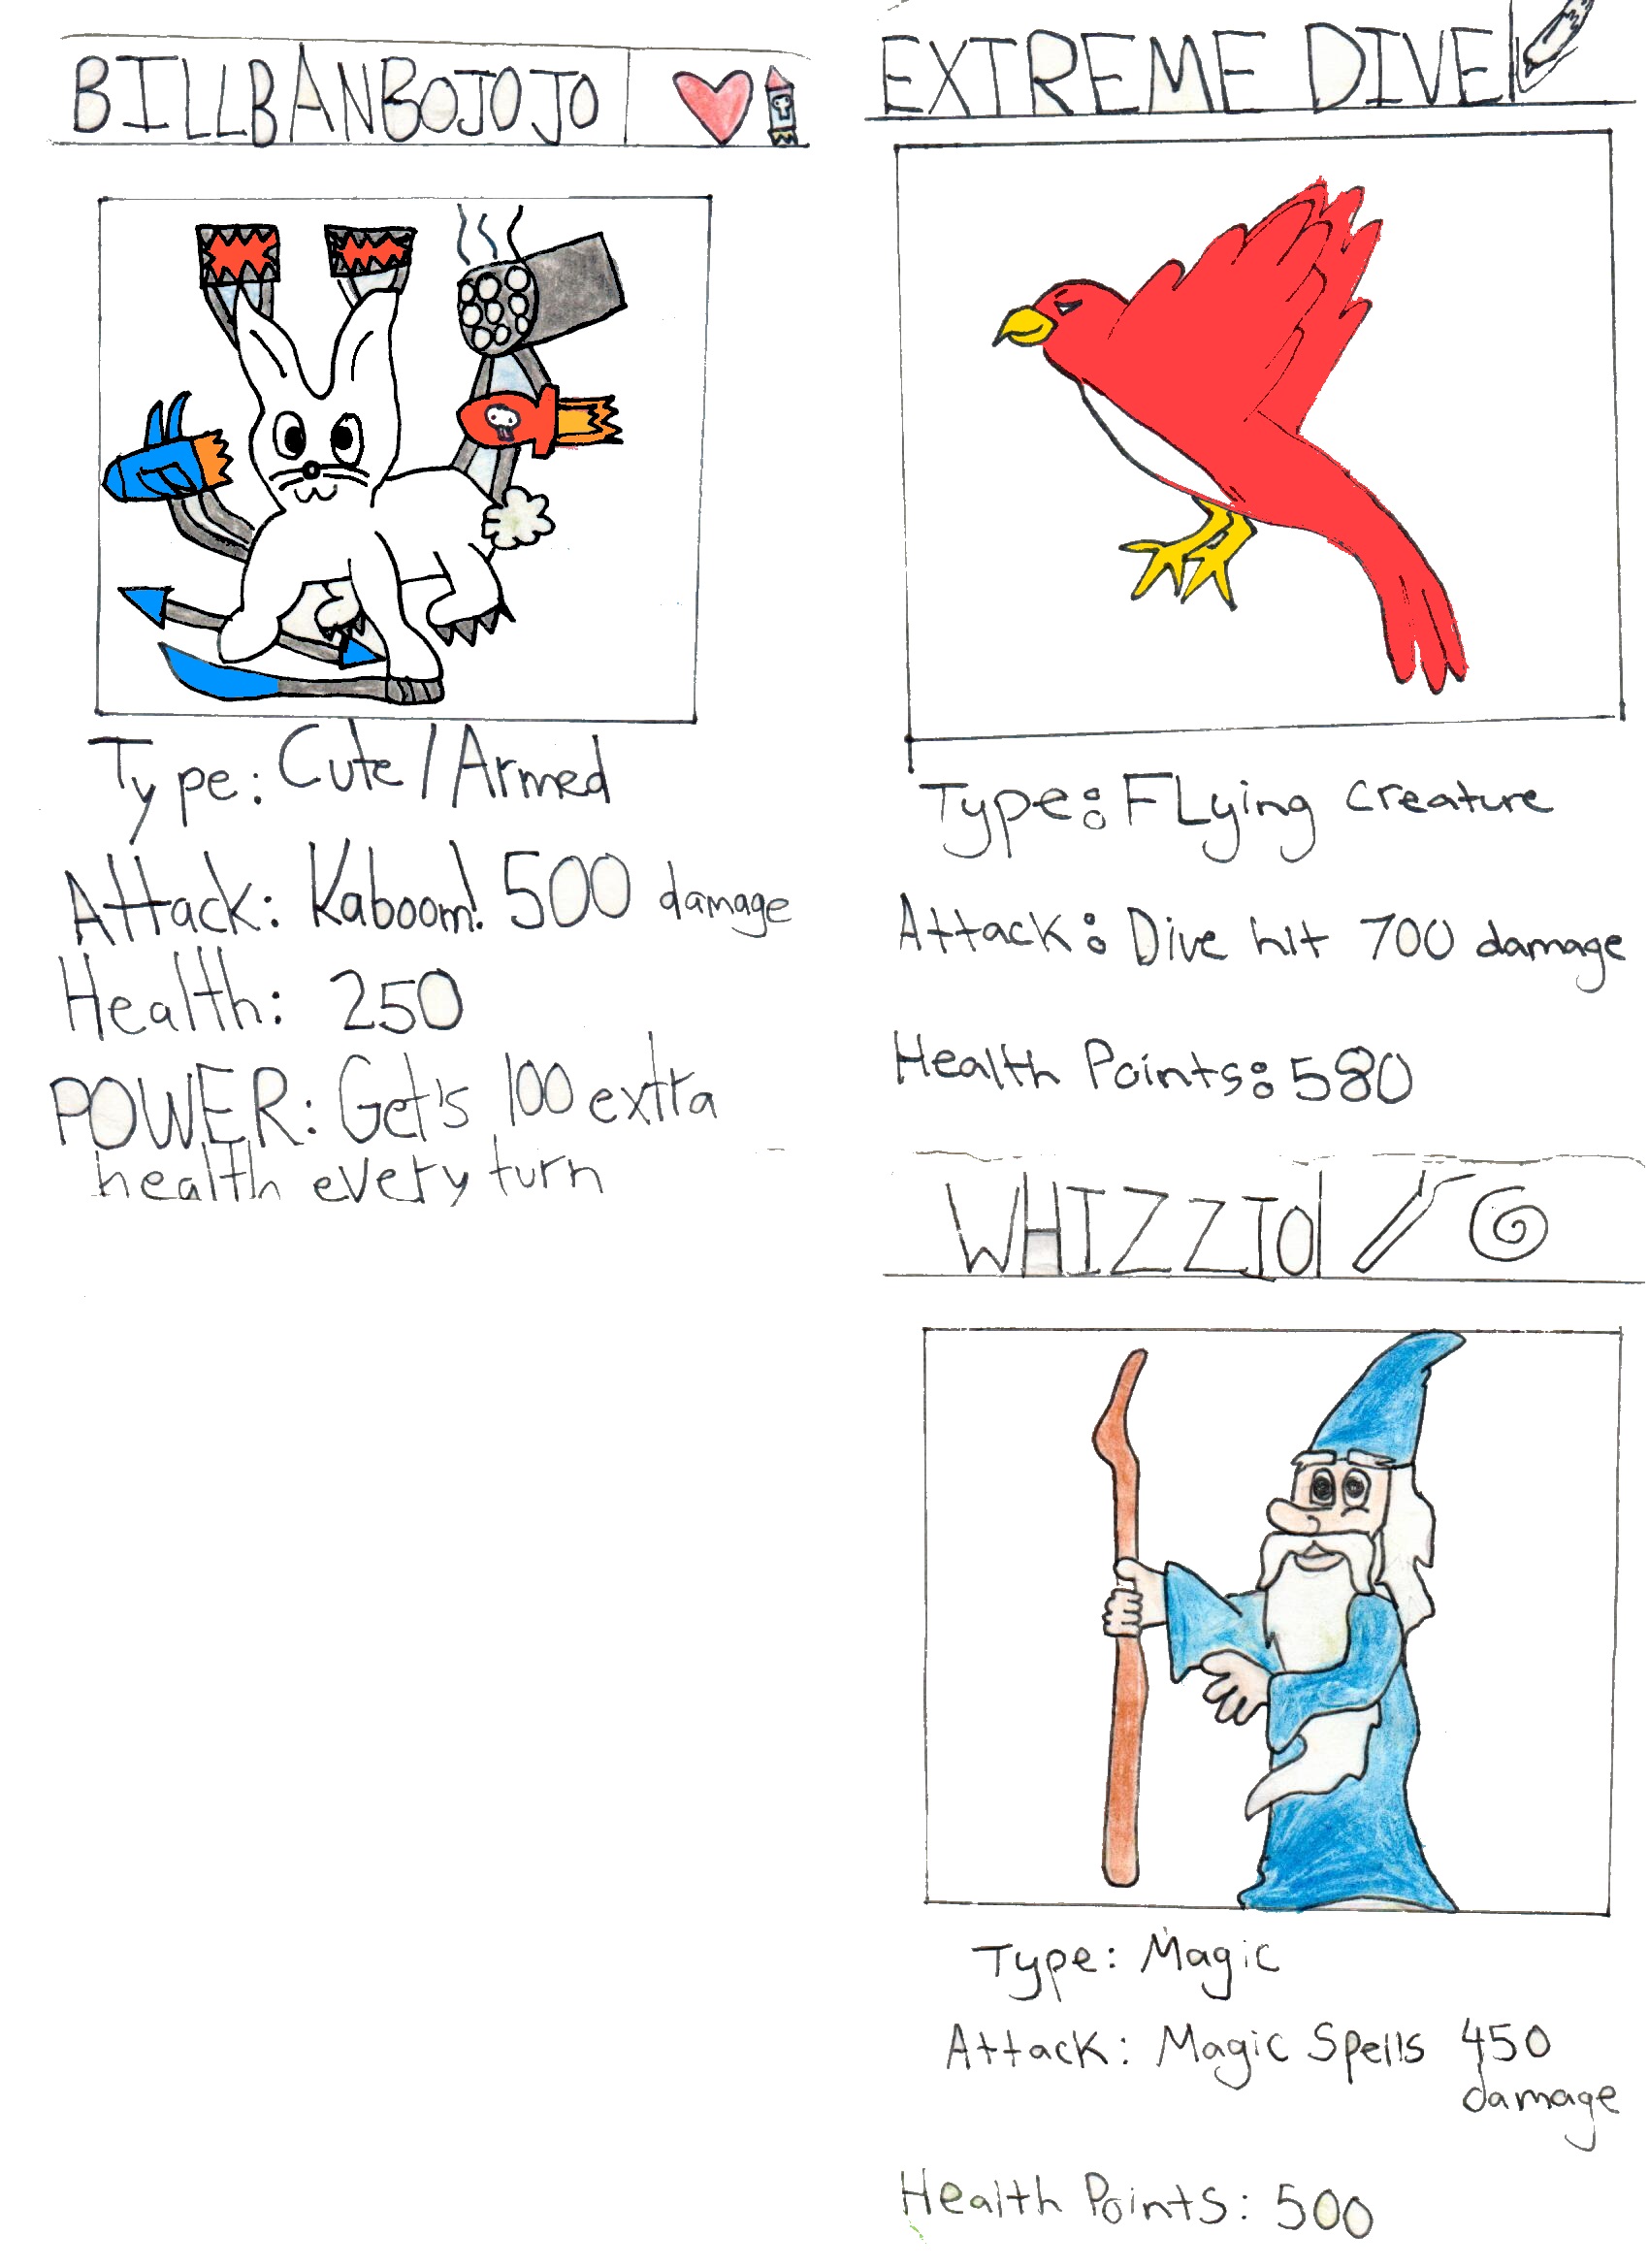 BILLBANBOJOJO
Type: Cute/Armed
Attack: Kaboom! 500 damage
Health: 250
POWER: Get's 100 extra
health every turn
EXTREME DIVE
Type: FLying creature
Attack: Dive hit 700 damage
Health Points: 580
WHIZZIO
Type: Magic
Attack: Magic Spells 450
damage
Health Points: 500